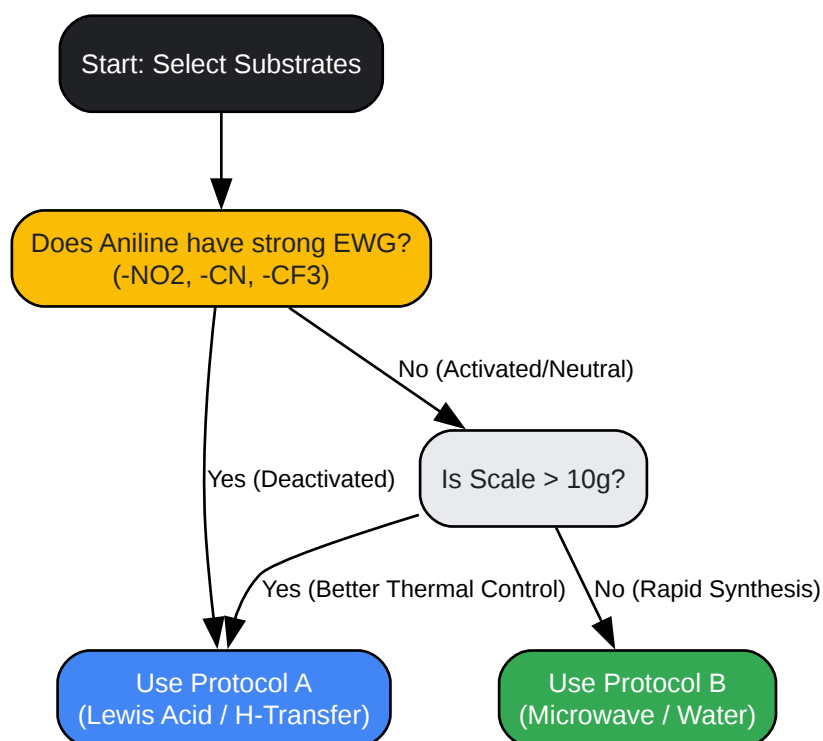 Start: Select Substrates
Does Aniline have strong EWG?
(-NO2, -CN, -CF3)
No (Activated/Neutral)
Yes (Deactivated)
Is Scale > 10g?
Yes (Better Thermal Control)
No (Rapid Synthesis)
Use Protocol A
(Lewis Acid / H-Transfer)
Use Protocol B
(Microwave / Water)